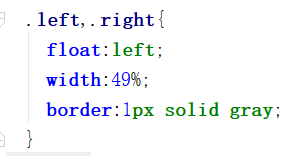 .left,.right{
float:left;
width:49%;
border:1px solid gray;
}